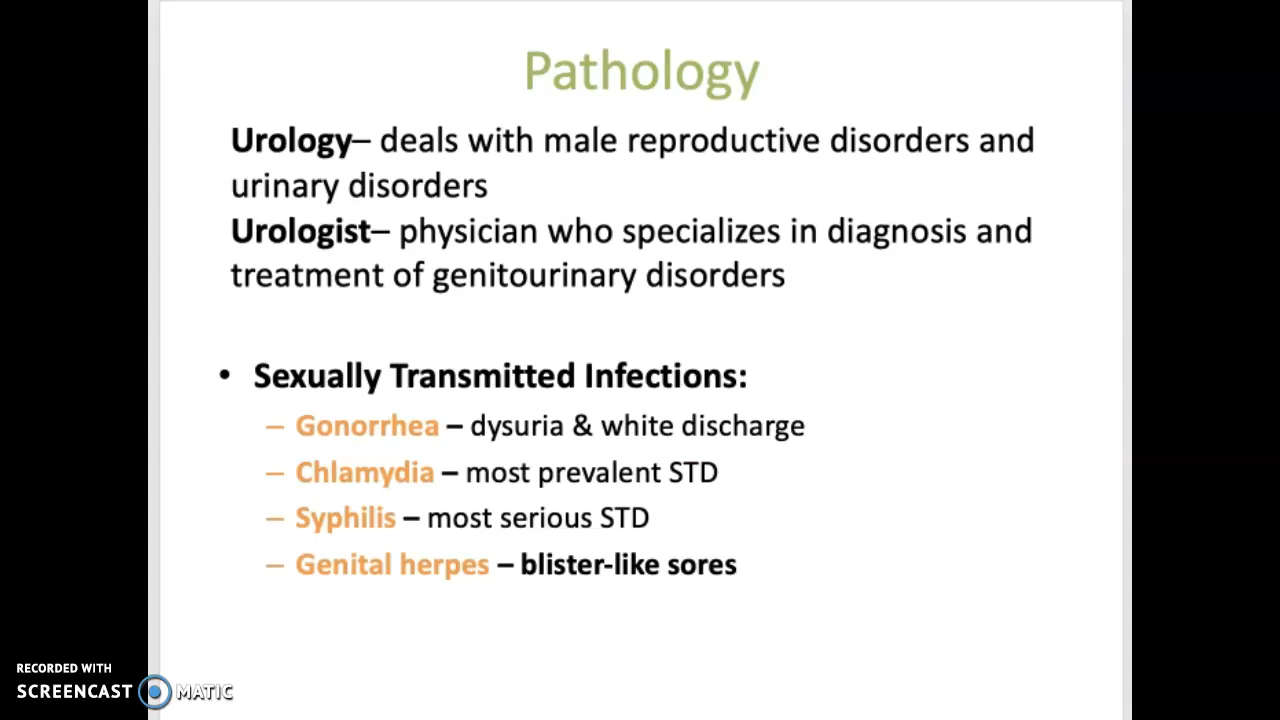 Pathology
Urology– deals with male reproductive disorders and
urinary disorders
Urologist– physician who specializes in diagnosis and
treatment of genitourinary disorders
• Sexually Transmitted Infections:
– Gonorrhea – dysuria & white discharge
– Chlamydia – most prevalent STD
– Syphilis – most serious STD
– Genital herpes – blister-like sores
RECORDED WITH
SCREENCAST MATIC